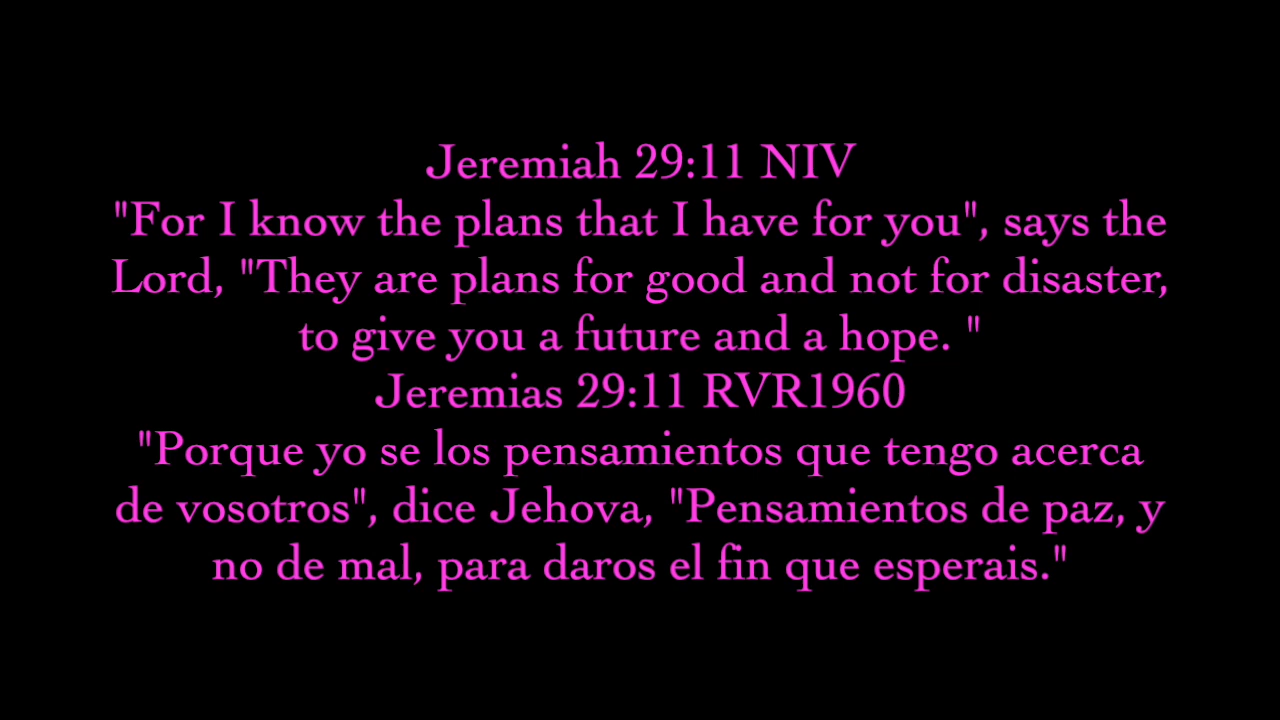 Jeremiah 29:11 NIV
"For I know the plans that I have for you", says the
Lord, "They are plans for good and not for disaster,
to give you a future and a hope. "
Jeremias 29:11 RVR1960
"Porque yo se los pensamientos que tengo acerca
de vosotros", dice Jehova, "Pensamientos de paz, y
no de mal, para daros el fin que esperais."